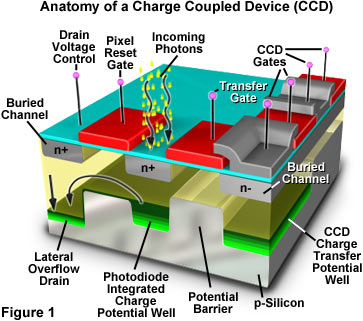 Anatomy of a Charge Coupled Device (CCD)
Drain
Voltage
Control
Pixel
Reset
Gate
Incoming
Photons
CCD
Gates
Transfer
Gate
Buried
Channel
n+
n+
n-
Buried
Channel
Lateral
Overflow
Drain
Photodiode
Integrated
Charge
Potential Well
Potential
Barrier
p-Silicon
CCD
Charge
Transfer
Potential
Well
Figure 1